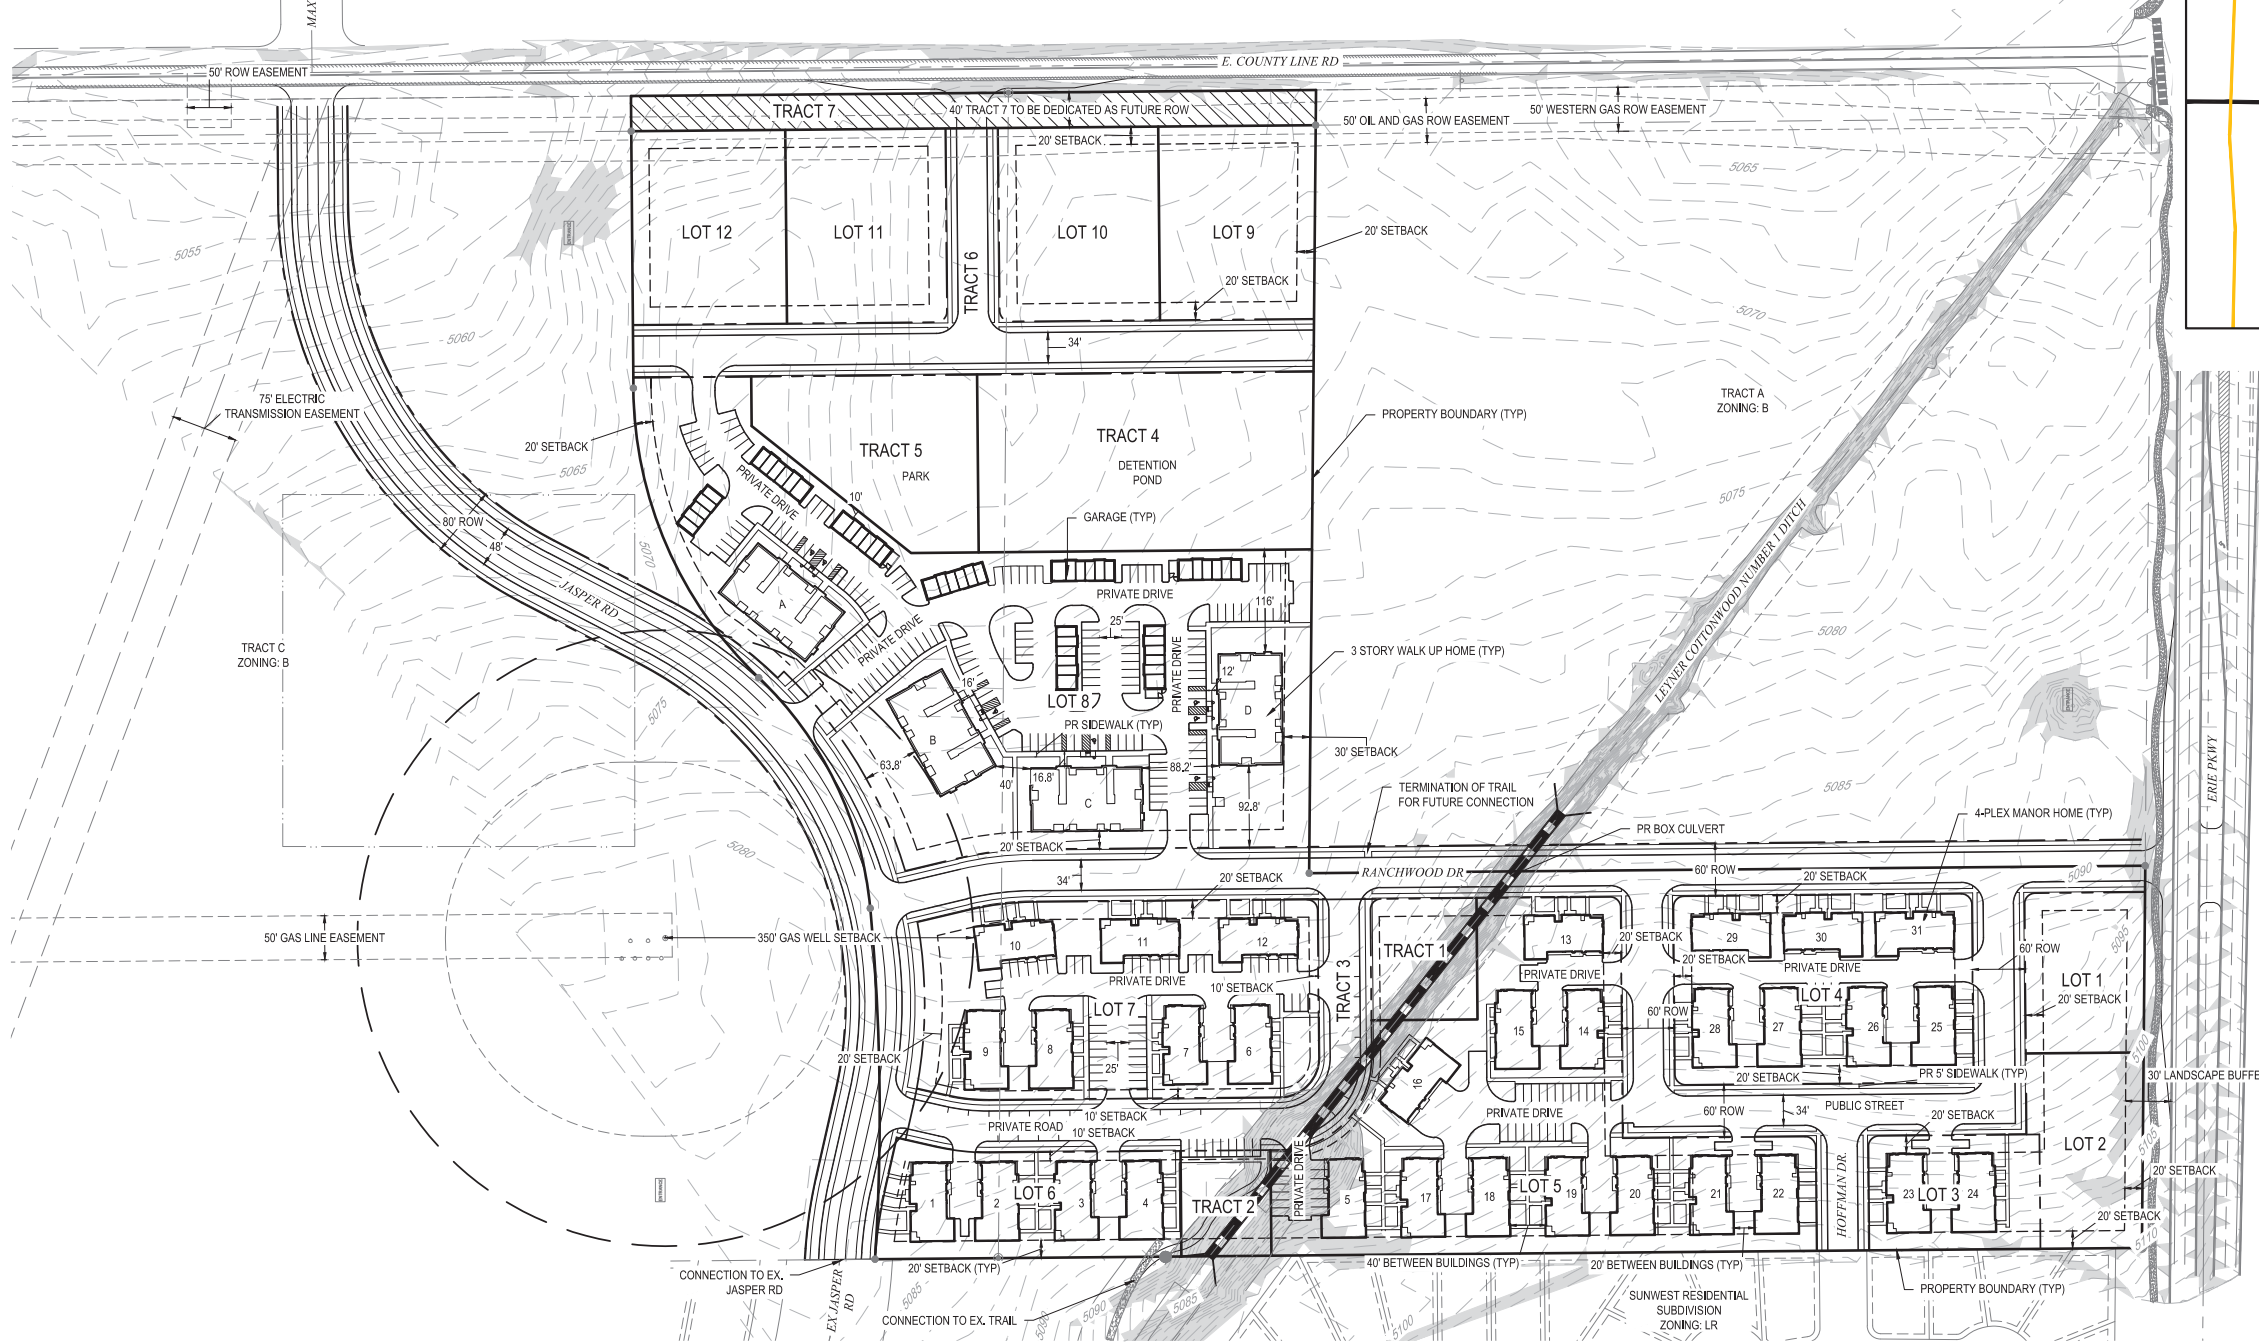 MAX
E. COUNTY LINE RD
50' ROW EASEMENT
TRACT 7
40' TRACT 7 TO BE DEDICATED AS FUTURE ROW
50' OIL AND GAS ROW EASEMENT
50' WESTERN GAS ROW EASEMENT
20' SETBACK
5065
LOT 12
LOT 11
LOT 10
LOT 9
TRACT 6
20' SETBACK
20' SETBACK
5055
5060
5070
34'
75' ELECTRIC
TRANSMISSION EASEMENT
20' SETBACK
5065
TRACT A
ZONING: B
PROPERTY BOUNDARY (TYP)
TRACT 5
PARK
TRACT 4
DETENTION
POND
5075
PRIVATE DRIVE
10'
GARAGE (TYP)
80' ROW
48'
5070
JASPER RD
LEYNER COTTONWOOD NUMBER 1 DITCH
A
PRIVATE DRIVE
116'
25'
PRIVATE DRIVE
PRIVATE DRIVE
5080
TRACT C
ZONING: B
3 STORY WALK UP HOME (TYP)
12'
16'
LOT 8
7
D
PR SIDEWALK (TYP)
5075
B
30' SETBACK
63.8'
88.2'
40'
16.8'
C
92.8'
ERIE PKWY
TERMINATION OF TRAIL
FOR FUTURE CONNECTION
5085
4-PLEX MANOR HOME (TYP)
PR BOX CULVERT
5080
20' SETBACK
RANCHWOOD DR
60' ROW
20' SETBACK
5090
34'
20' SETBACK
50' GAS LINE EASEMENT
350' GAS WELL SETBACK
10
11
12
TRACT 1
13
20' SETBACK
29
30
31
60' ROW
5095
20' SETBACK
PRIVATE DRIVE
PRIVATE DRIVE
PRIVATE DRIVE
10' SETBACK
TRACT 3
LOT 1
20' SETBACK
LOT 7
LOT 4
60' ROW
9
8
7
6
15
14
28
27
26
25
20' SETBACK
25'
16
5100
20' SETBACK
PR 5' SIDEWALK (TYP)
30' LANDSCAPE BUFFE
10' SETBACK
PRIVATE DRIVE
60' ROW
34'
PUBLIC STREET
20' SETBACK
PRIVATE ROAD
10' SETBACK
LOT 2
5105
PRIVATE DRIVE
HOFFMAN DR.
20' SETBACK
1
2
LOT 6
3
4
TRACT 2
5
17
18
LOT 5
19
20
21
22
23
LOT 3
24
20' SETBACK
5110
20' SETBACK (TYP)
40' BETWEEN BUILDINGS (TYP)
20' BETWEEN BUILDINGS (TYP)
CONNECTION TO EX.
JASPER RD
EX JASPER
RD
5085
5090
5090
5085
CONNECTION TO EX. TRAIL
5100
SUNWEST RESIDENTIAL
SUBDIVISION
ZONING: LR
PROPERTY BOUNDARY (TYP)